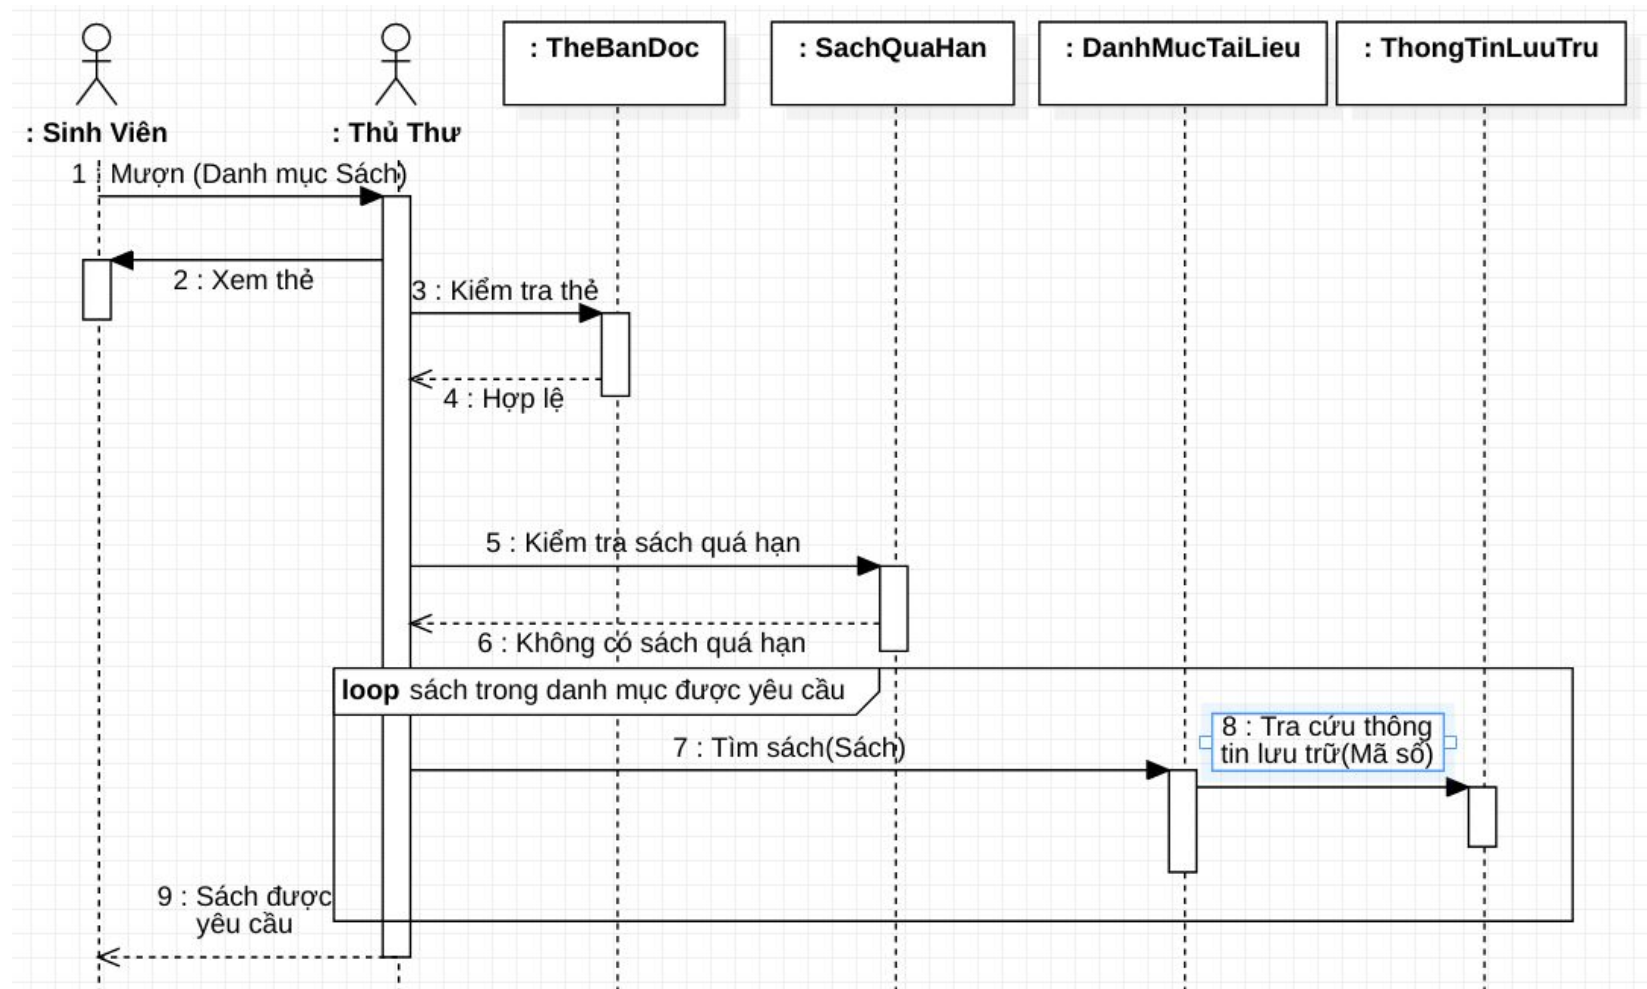 : TheBanDoc
: SachQuaHan
: DanhMucTaiLieu
: ThongTinLuuTru
: Sinh Viên
: Thủ Thư
1 : Mượn (Danh mục Sách)
2 : Xem thẻ
3 : Kiểm tra thẻ
4 : Hợp lệ
5 : Kiểm tra sách quá hạn
6 : Không có sách quá hạn
loop sách trong danh mục được yêu cầu
7 : Tìm sách(Sách)
8 : Tra cứu thông
tin lưu trữ(Mã số)
9 : Sách được
yêu cầu